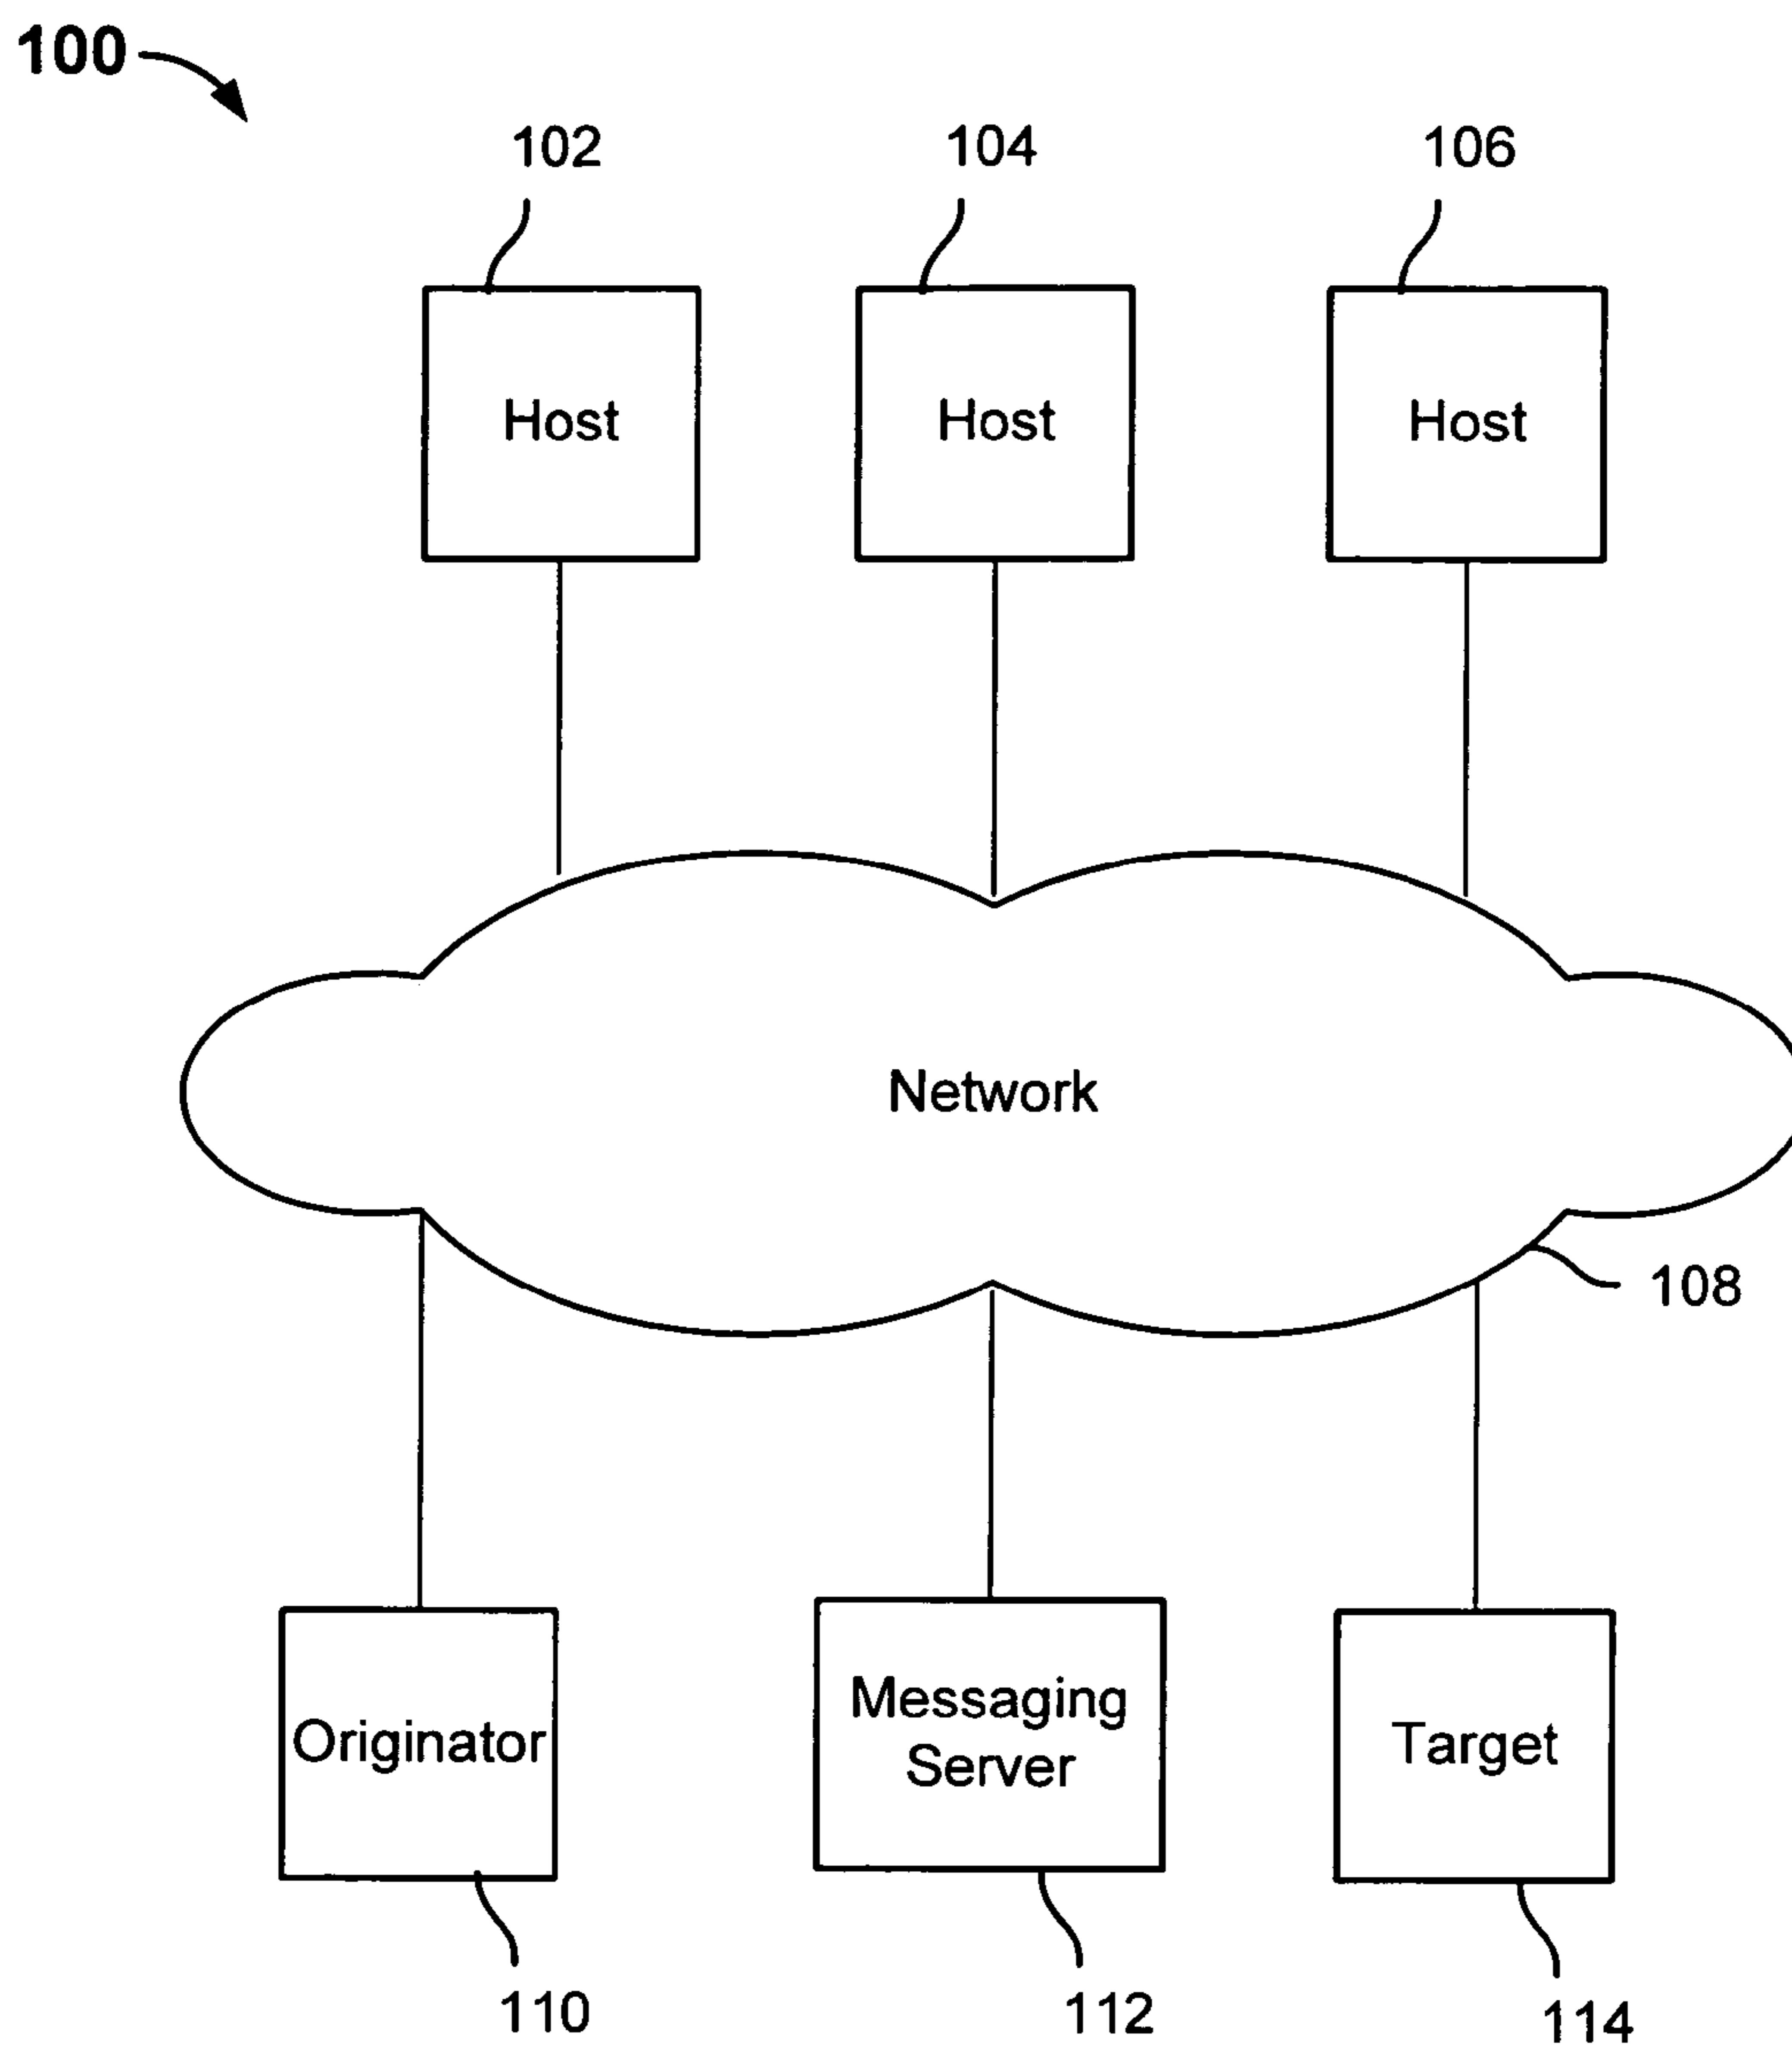 100
102
104
106
Host
Host
Host
Network
108
Originator
Messaging
Server
Target
110
112
114